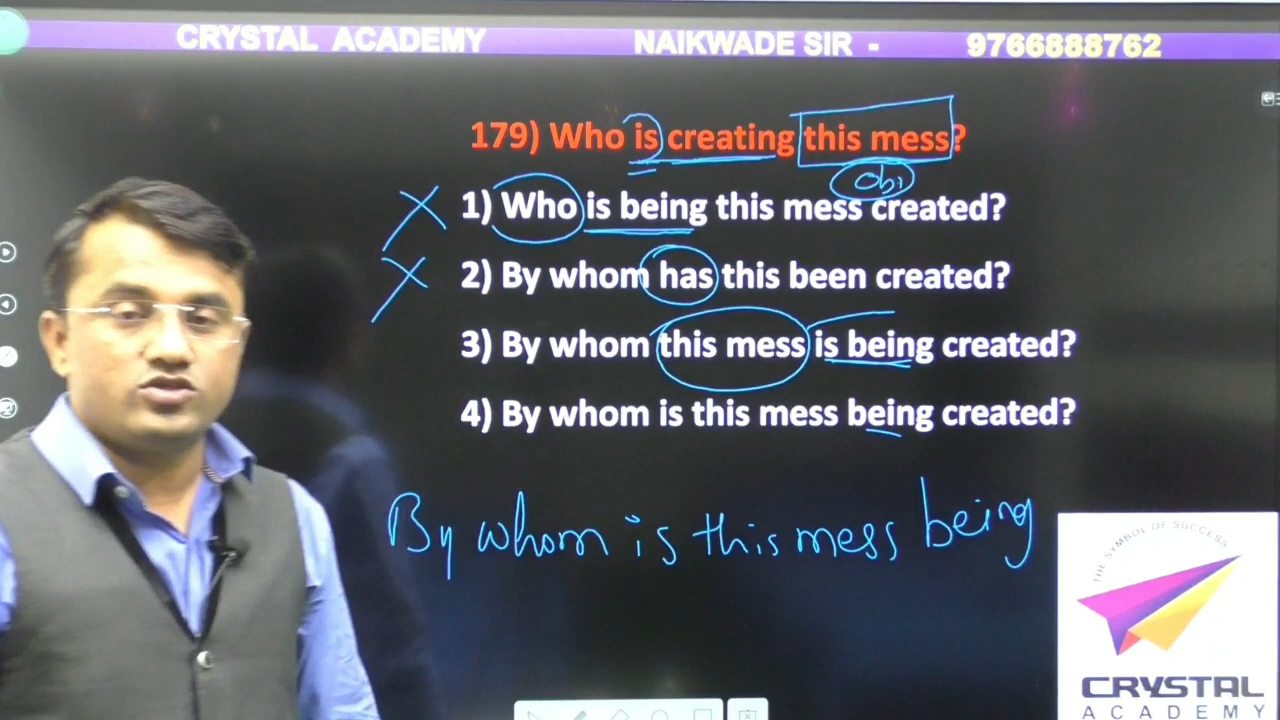 CRYSTAL ACADEMY NAIKWADE SIR - 9766888762
179) Who is creating this mess?
obj
1) Who is being this mess created?
2) By whom has this been created?
3) By whom this mess is being created?
4) By whom is this mess being created?
By whom is this mess being
THE SYMBOL OF SUCCESS
CRYSTAL
ACADEMY